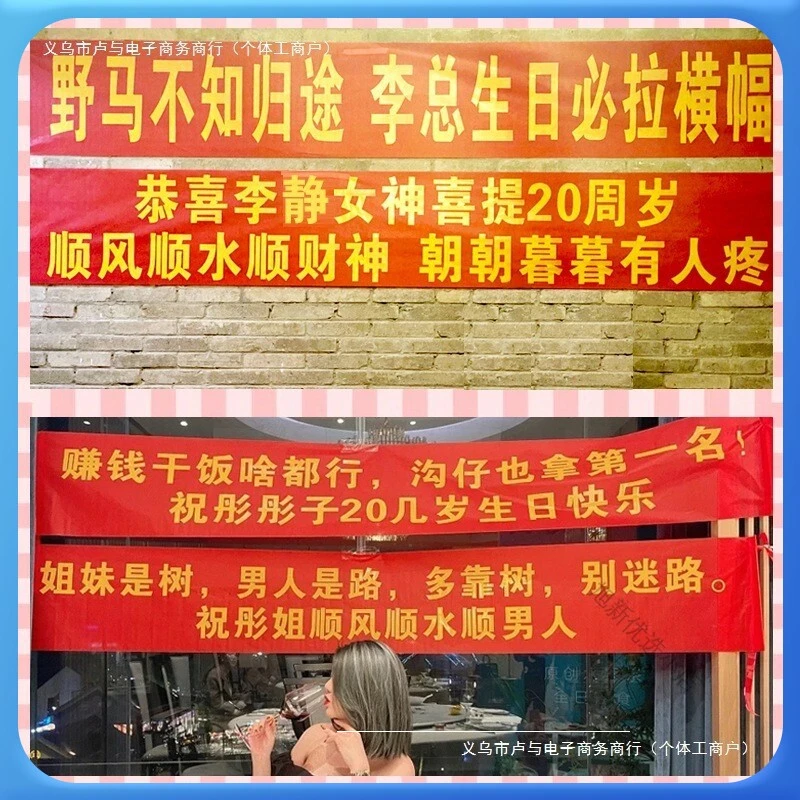 义乌市卢与电子商务商行（个体工商户）
野马不知归途 李总生日必拉横幅
恭喜李静女神喜提20周岁
顺风顺水顺财神 朝朝暮暮有人疼
赚钱干饭啥都行，沟仔也拿第一名！
祝彤彤子20几岁生日快乐
姐妹是树，男人是路，多靠树，别迷路。
祝彤姐顺风顺水顺男人
义乌市卢与电子商务商行（个体工商户）